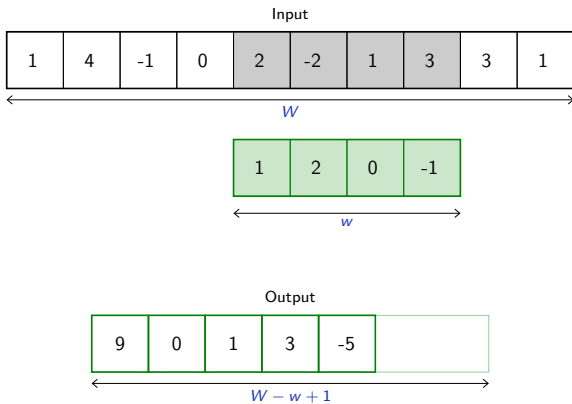 Input
1 4 -1 0 2 -2 1 3 3 1
W
1 2 0 -1
w
Output
9 0 1 3 -5
W − w + 1